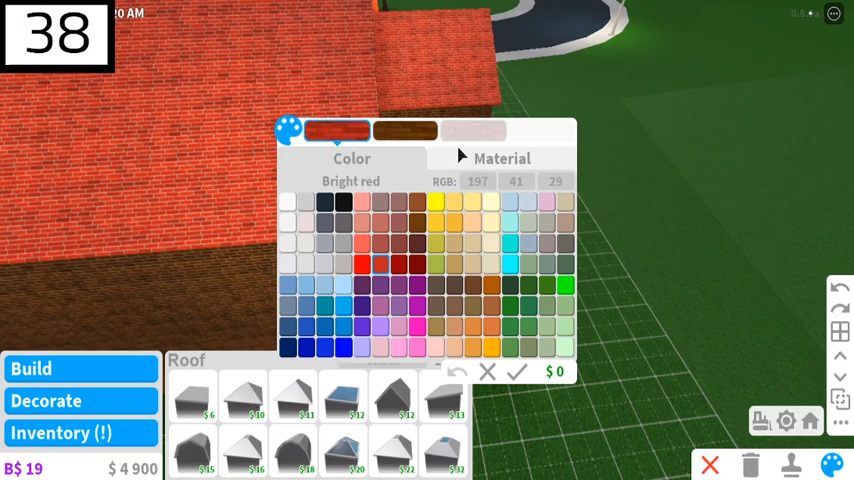 38
20 AM
Color
Material
Bright red
RGB:
197
41
29
$ 0
Build
Decorate
Inventory (!)
B$ 19
$ 4 900
Roof
$ 6
$10
$11
$12
$12
$13
$15
$16
$18
$20
$22
$32